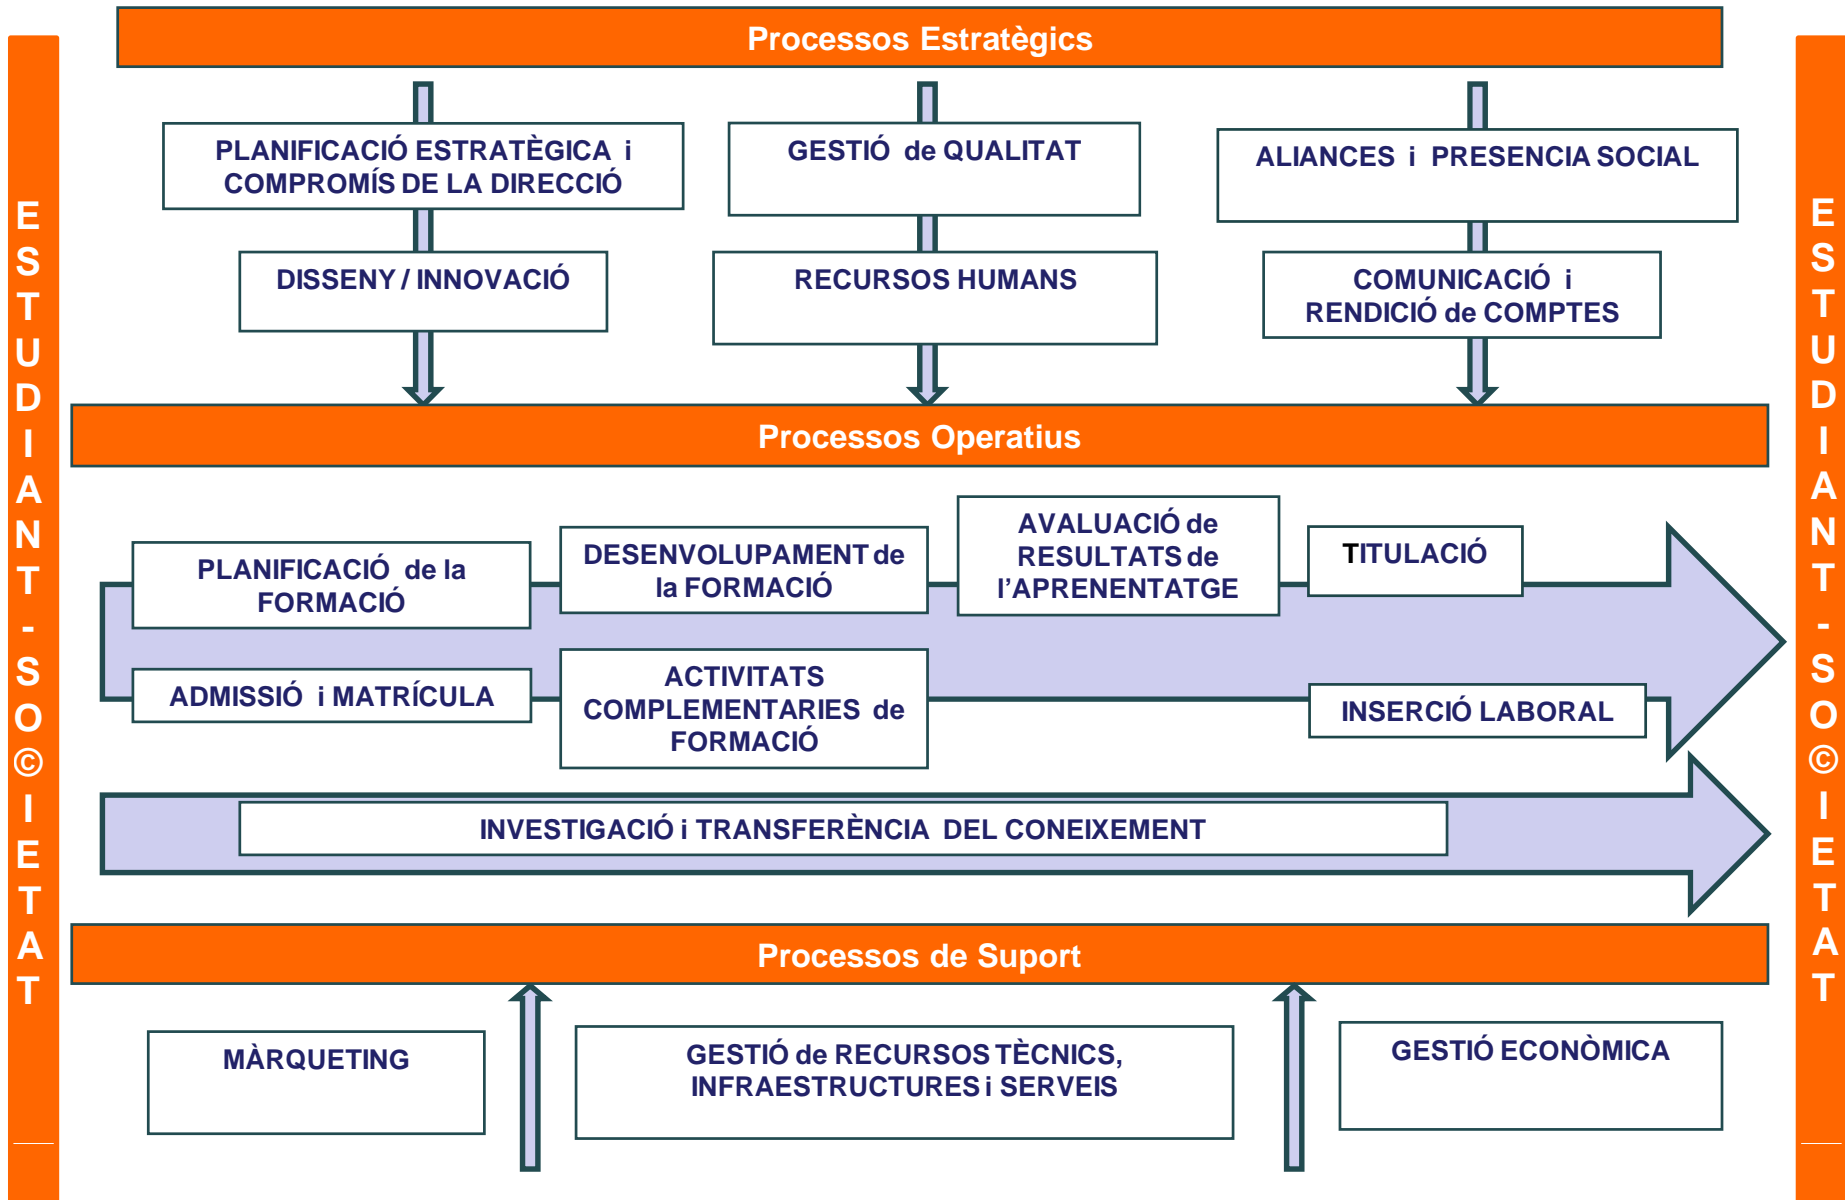 Processos Estratègics
PLANIFICACIÓ ESTRATÈGICA i
COMPROMÍS DE LA DIRECCIÓ
GESTIÓ de QUALITAT
ALIANCES i PRESENCIA SOCIAL
DISSENY / INNOVACIÓ
RECURSOS HUMANS
COMUNICACIÓ i
RENDICIÓ de COMPTES
Processos Operatius
PLANIFICACIÓ de la
FORMACIÓ
DESENVOLUPAMENT de
la FORMACIÓ
AVALUACIÓ de
RESULTATS de
l'APRENENTATGE
TITULACIÓ
ADMISSIÓ i MATRÍCULA
ACTIVITATS
COMPLEMENTARIES de
FORMACIÓ
INSERCIÓ LABORAL
INVESTIGACIÓ i TRANSFERÈNCIA DEL CONEIXEMENT
Processos de Suport
MÀRQUETING
GESTIÓ de RECURSOS TÈCNICS,
INFRAESTRUCTURES i SERVEIS
GESTIÓ ECONÒMICA
ESTUDIANT-SO©IETAT
ESTUDIANT-SO©IETAT